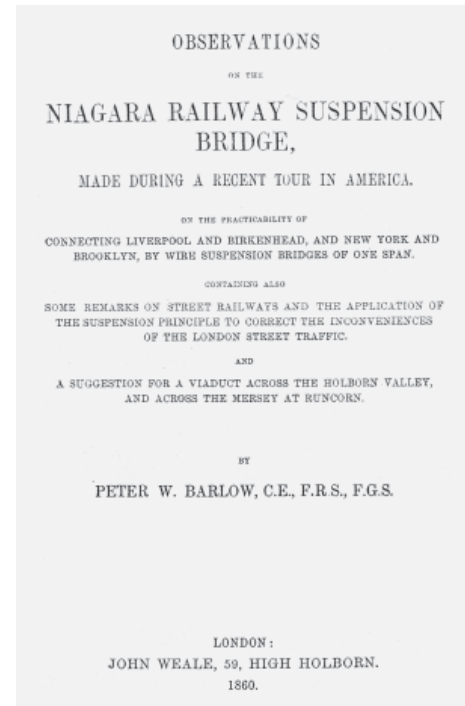 OBSERVATIONS
ON THE
NIAGARA RAILWAY SUSPENSION
BRIDGE,
MADE DURING A RECENT TOUR IN AMERICA.
ON THE PRACTICABILITY OF
CONNECTING LIVERPOOL AND BIRKENHEAD, AND NEW YORK AND
BROOKLYN, BY WIRE SUSPENSION BRIDGES OF ONE SPAN.
CONTAINING ALSO
SOME REMARKS ON STREET RAILWAYS AND THE APPLICATION OF
THE SUSPENSION PRINCIPLE TO CORRECT THE INCONVENIENCES
OF THE LONDON STREET TRAFFIC.
AND
A SUGGESTION FOR A VIADUCT ACROSS THE HOLBORN VALLEY,
AND ACROSS THE MERSEY AT RUNCORN.
BY
PETER W. BARLOW, C.E., F.R.S., F.G.S.
LONDON:
JOHN WEALE, 59, HIGH HOLBORN.
1860.